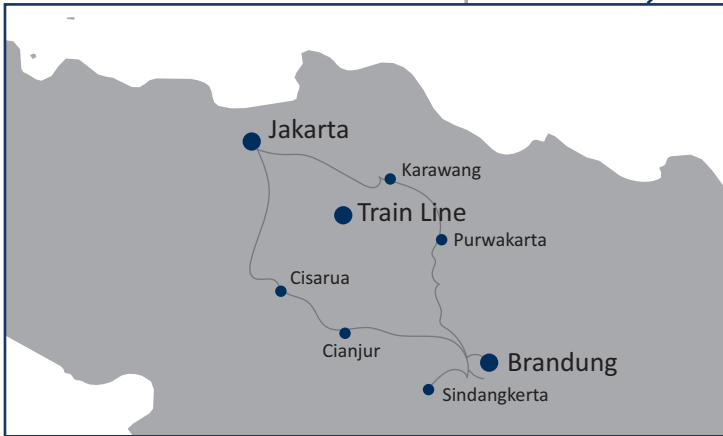 Jakarta
Karawang
Train Line
Purwakarta
Cisarua
Cianjur
Brandung
Sindangkerta